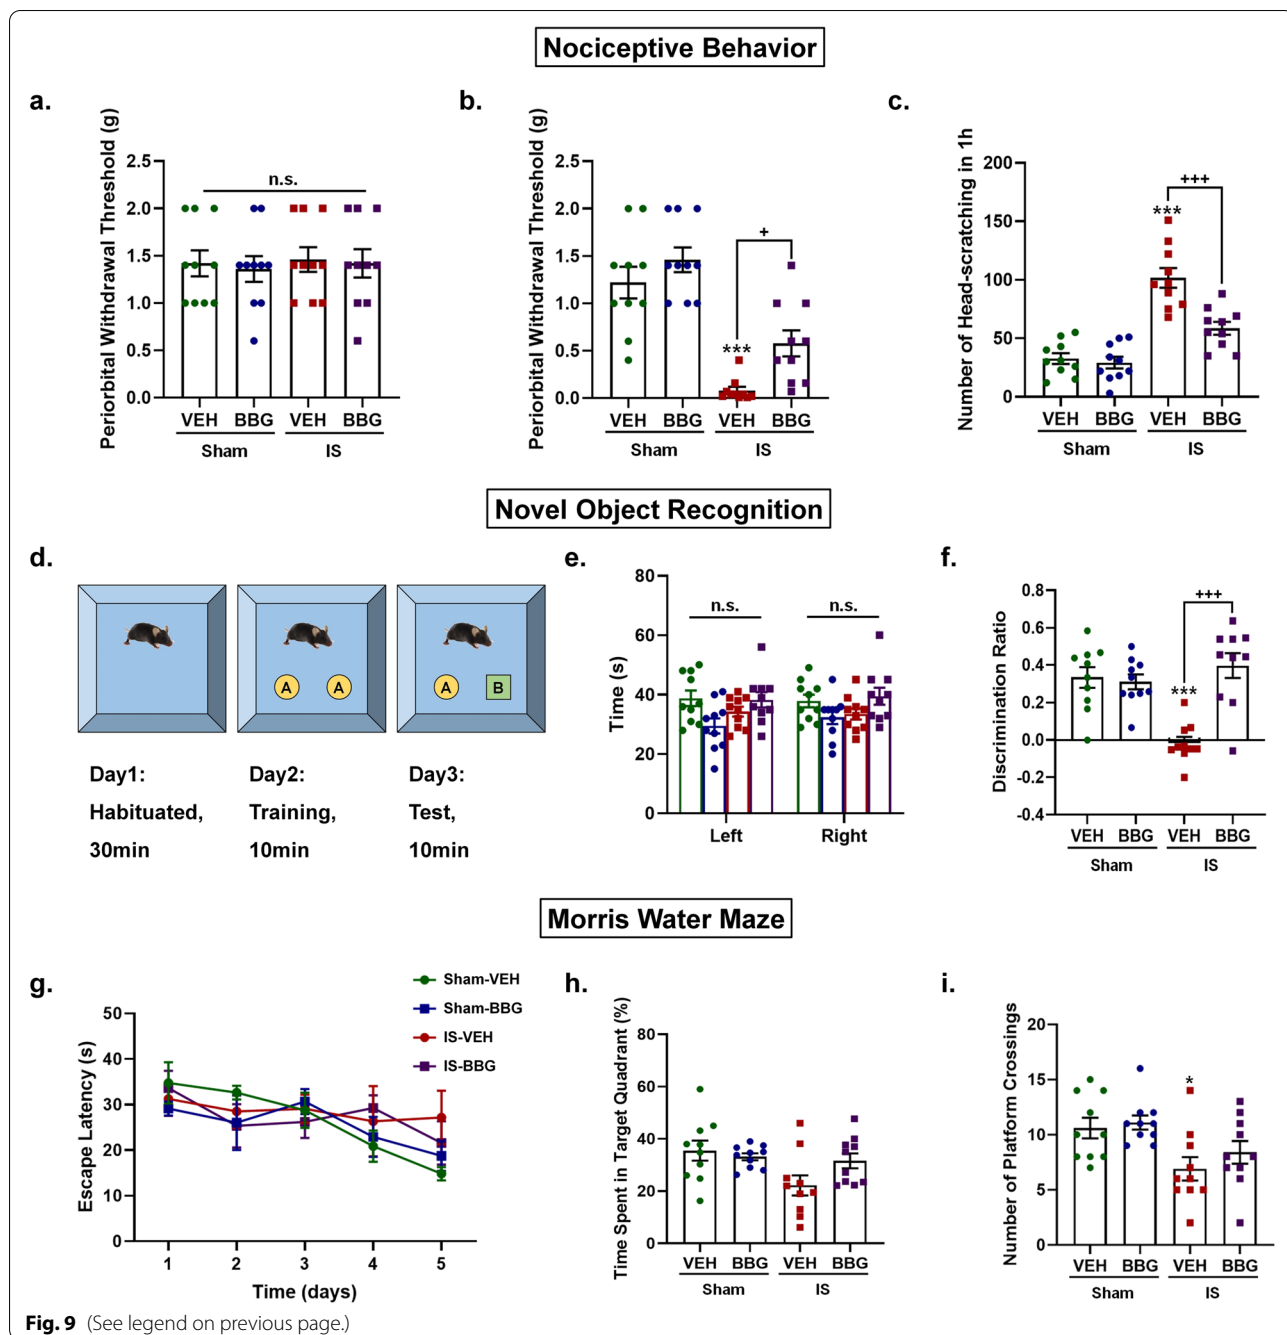 Nociceptive Behavior
a.
b.
c.
Periorbital Withdrawal Threshold (g)
2.5
2.0
1.5
1.0
0.5
0.0
n.s.
VEH BBG VEH BBG
Sham IS
Periorbital Withdrawal Threshold (g)
2.5
2.0
1.5
1.0
0.5
0.0
+
***
VEH BBG VEH BBG
Sham IS
Number of Head-scratching in 1h
200
150
100
50
0
+++
***
VEH BBG VEH BBG
Sham IS
Novel Object Recognition
d.
e.
f.
A A
A B
Day1:
Habituated,
30min
Day2:
Training,
10min
Day3:
Test,
10min
Time (s)
80
60
40
20
0
n.s. n.s.
Left Right
Discrimination Ratio
0.8
0.6
0.4
0.2
0.0
-0.2
-0.4
+++
***
VEH BBG VEH BBG
Sham IS
Morris Water Maze
g.
h.
i.
Sham-VEH
Sham-BBG
IS-VEH
IS-BBG
Escape Latency (s)
50
40
30
20
10
0
1 2 3 4 5
Time (days)
Time Spent in Target Quadrant (%)
80
60
40
20
0
VEH BBG VEH BBG
Sham IS
Number of Platform Crossings
20
15
10
5
0
*
VEH BBG VEH BBG
Sham IS
Fig. 9 (See legend on previous page.)